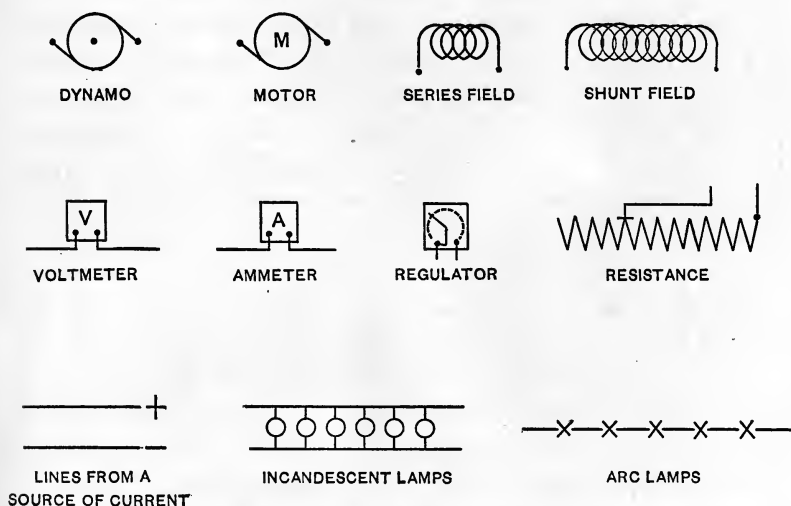 M
DYNAMO
MOTOR
SERIES FIELD
SHUNT FIELD
V
A
VOLTMETER
AMMETER
REGULATOR
RESISTANCE
+
LINES FROM A
SOURCE OF CURRENT
INCANDESCENT LAMPS
ARC LAMPS